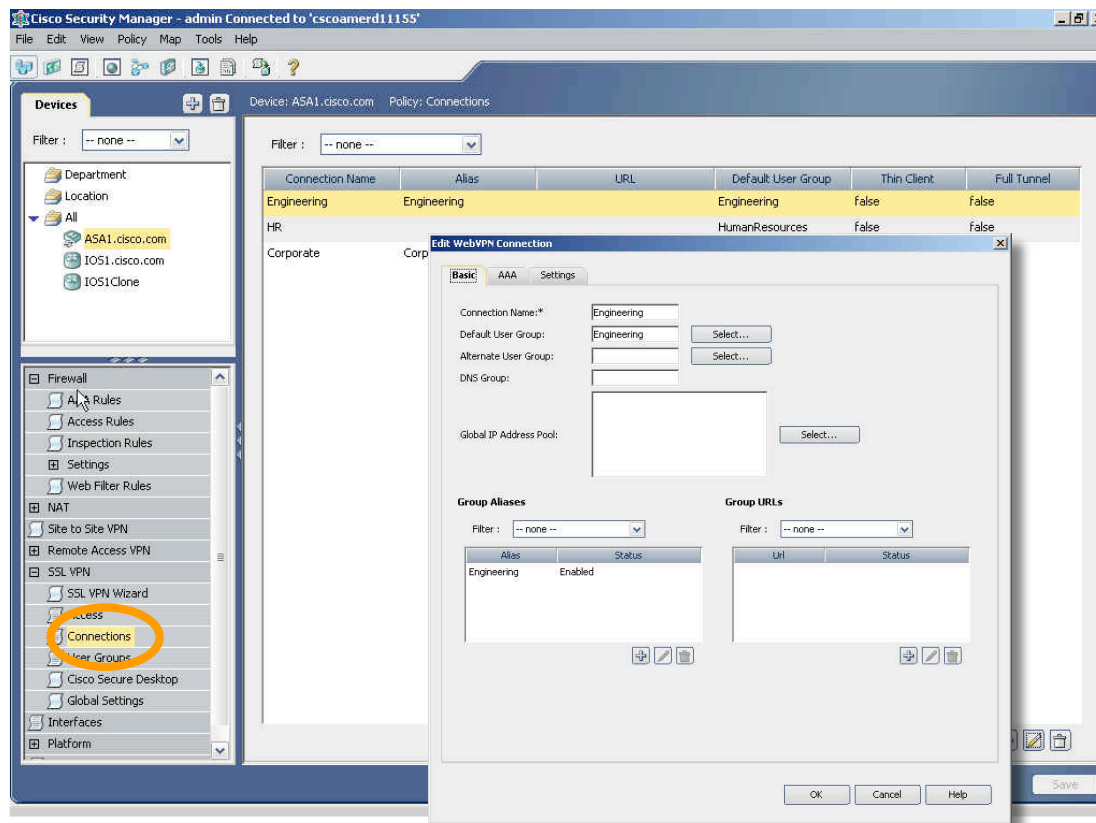 Cisco Security Manager - admin Connected to 'cscoamerd11155'
File Edit View Policy Map Tools Help
Devices
Device: ASA1.cisco.com Policy: Connections
Filter : -- none --
Department
Location
All
ASA1.cisco.com
IOS1.cisco.com
IOS1Clone
Firewall
Access Rules
Inspection Rules
Settings
Web Filter Rules
NAT
Site to Site VPN
Remote Access VPN
SSL VPN
SSL VPN Wizard
Access
Connections
User Groups
Cisco Secure Desktop
Global Settings
Interfaces
Platform
Filter : -- none --
Connection Name Alias URL Default User Group Thin Client Full Tunnel
Engineering Engineering Engineering false false
HR HumanResources false false
Corporate Corp
Edit WebVPN Connection
Basic AAA Settings
Connection Name:* Engineering
Default User Group: Engineering Select...
Alternate User Group: Select...
DNS Group:
Global IP Address Pool: Select...
Group Aliases
Filter : -- none --
Alias Status
Engineering Enabled
Group URLs
Filter : -- none --
Url Status
OK Cancel Help
Save